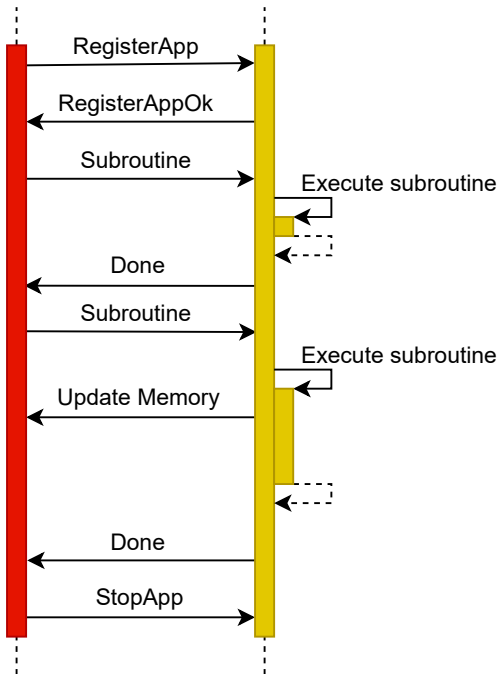 RegisterApp
RegisterAppOk
Subroutine
Execute subroutine
Done
Subroutine
Execute subroutine
Update Memory
Done
StopApp